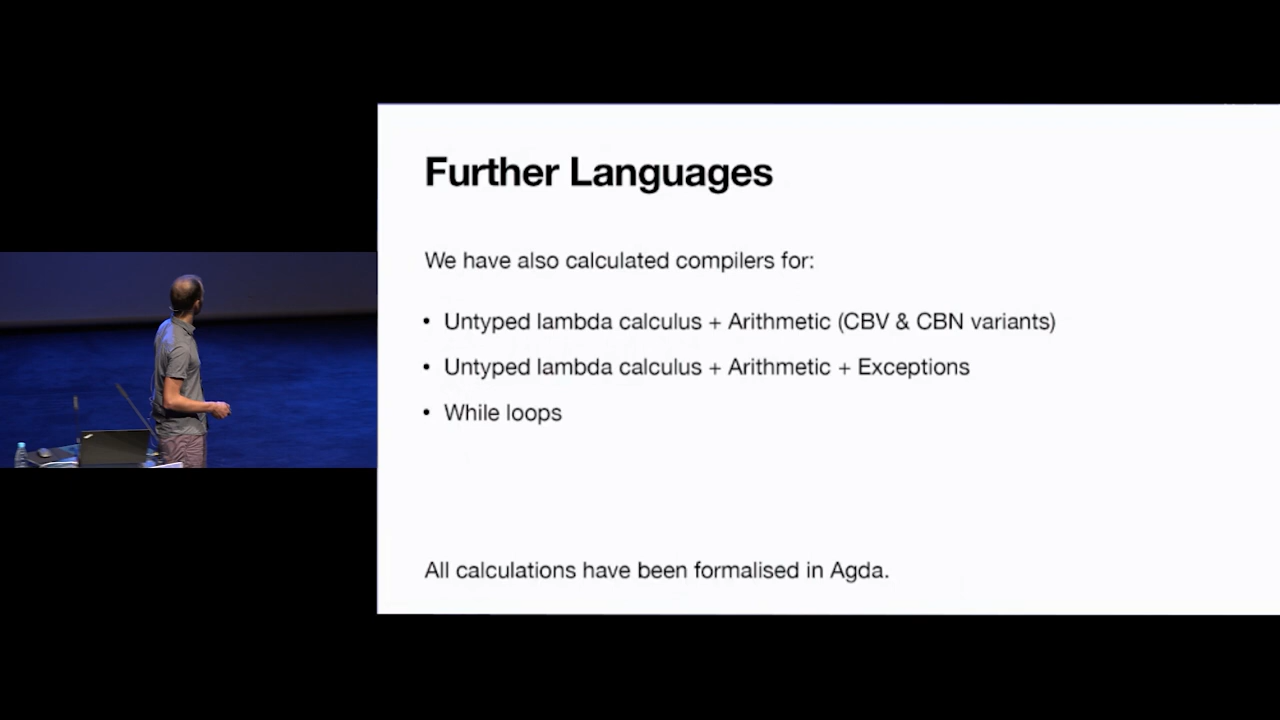 Further Languages
We have also calculated compilers for:
• Untyped lambda calculus + Arithmetic (CBV & CBN variants)
• Untyped lambda calculus + Arithmetic + Exceptions
• While loops
All calculations have been formalised in Agda.